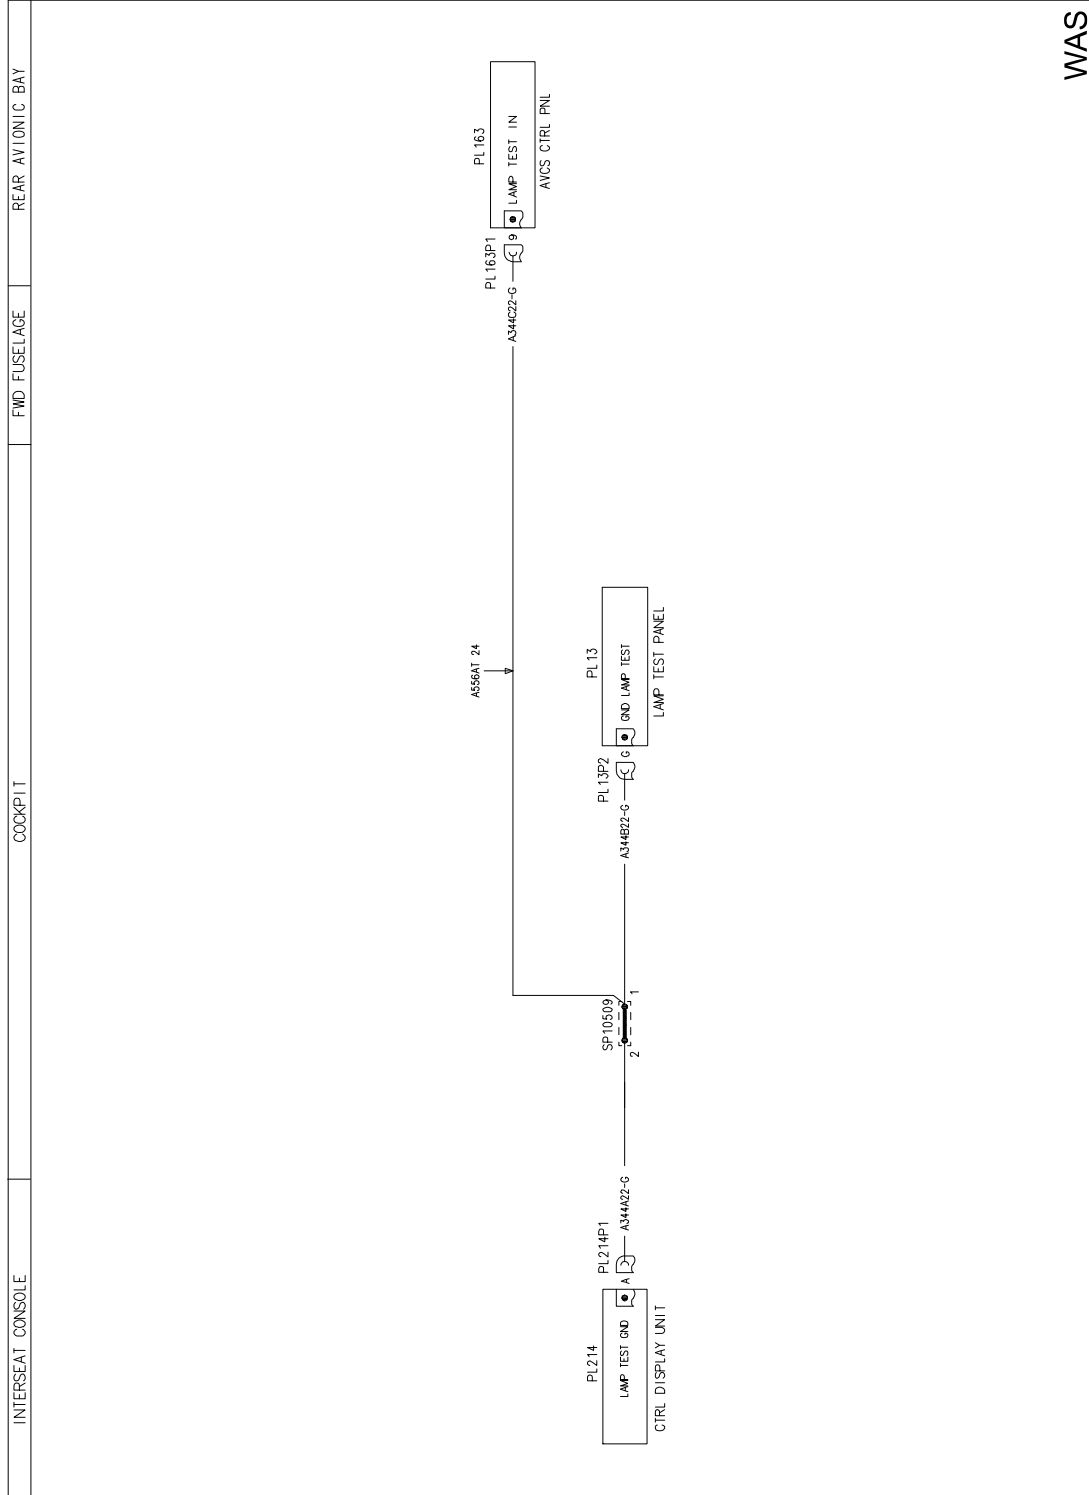 INTERSEAT CONSOLE
COCKPIT
FWD FUSELAGE
REAR AVIONIC BAY
PL163
LAMP TEST IN
AVCS CTRL PNL
PL163P1
9
A344C22-G
A556AT 24
PL13
GND LAMP TEST
LAMP TEST PANEL
PL13P2
G
A344B22-G
SP10509
1
2
A344A22-G
PL214P1
A
PL214
LAMP TEST GND
CTRL DISPLAY UNIT
WAS